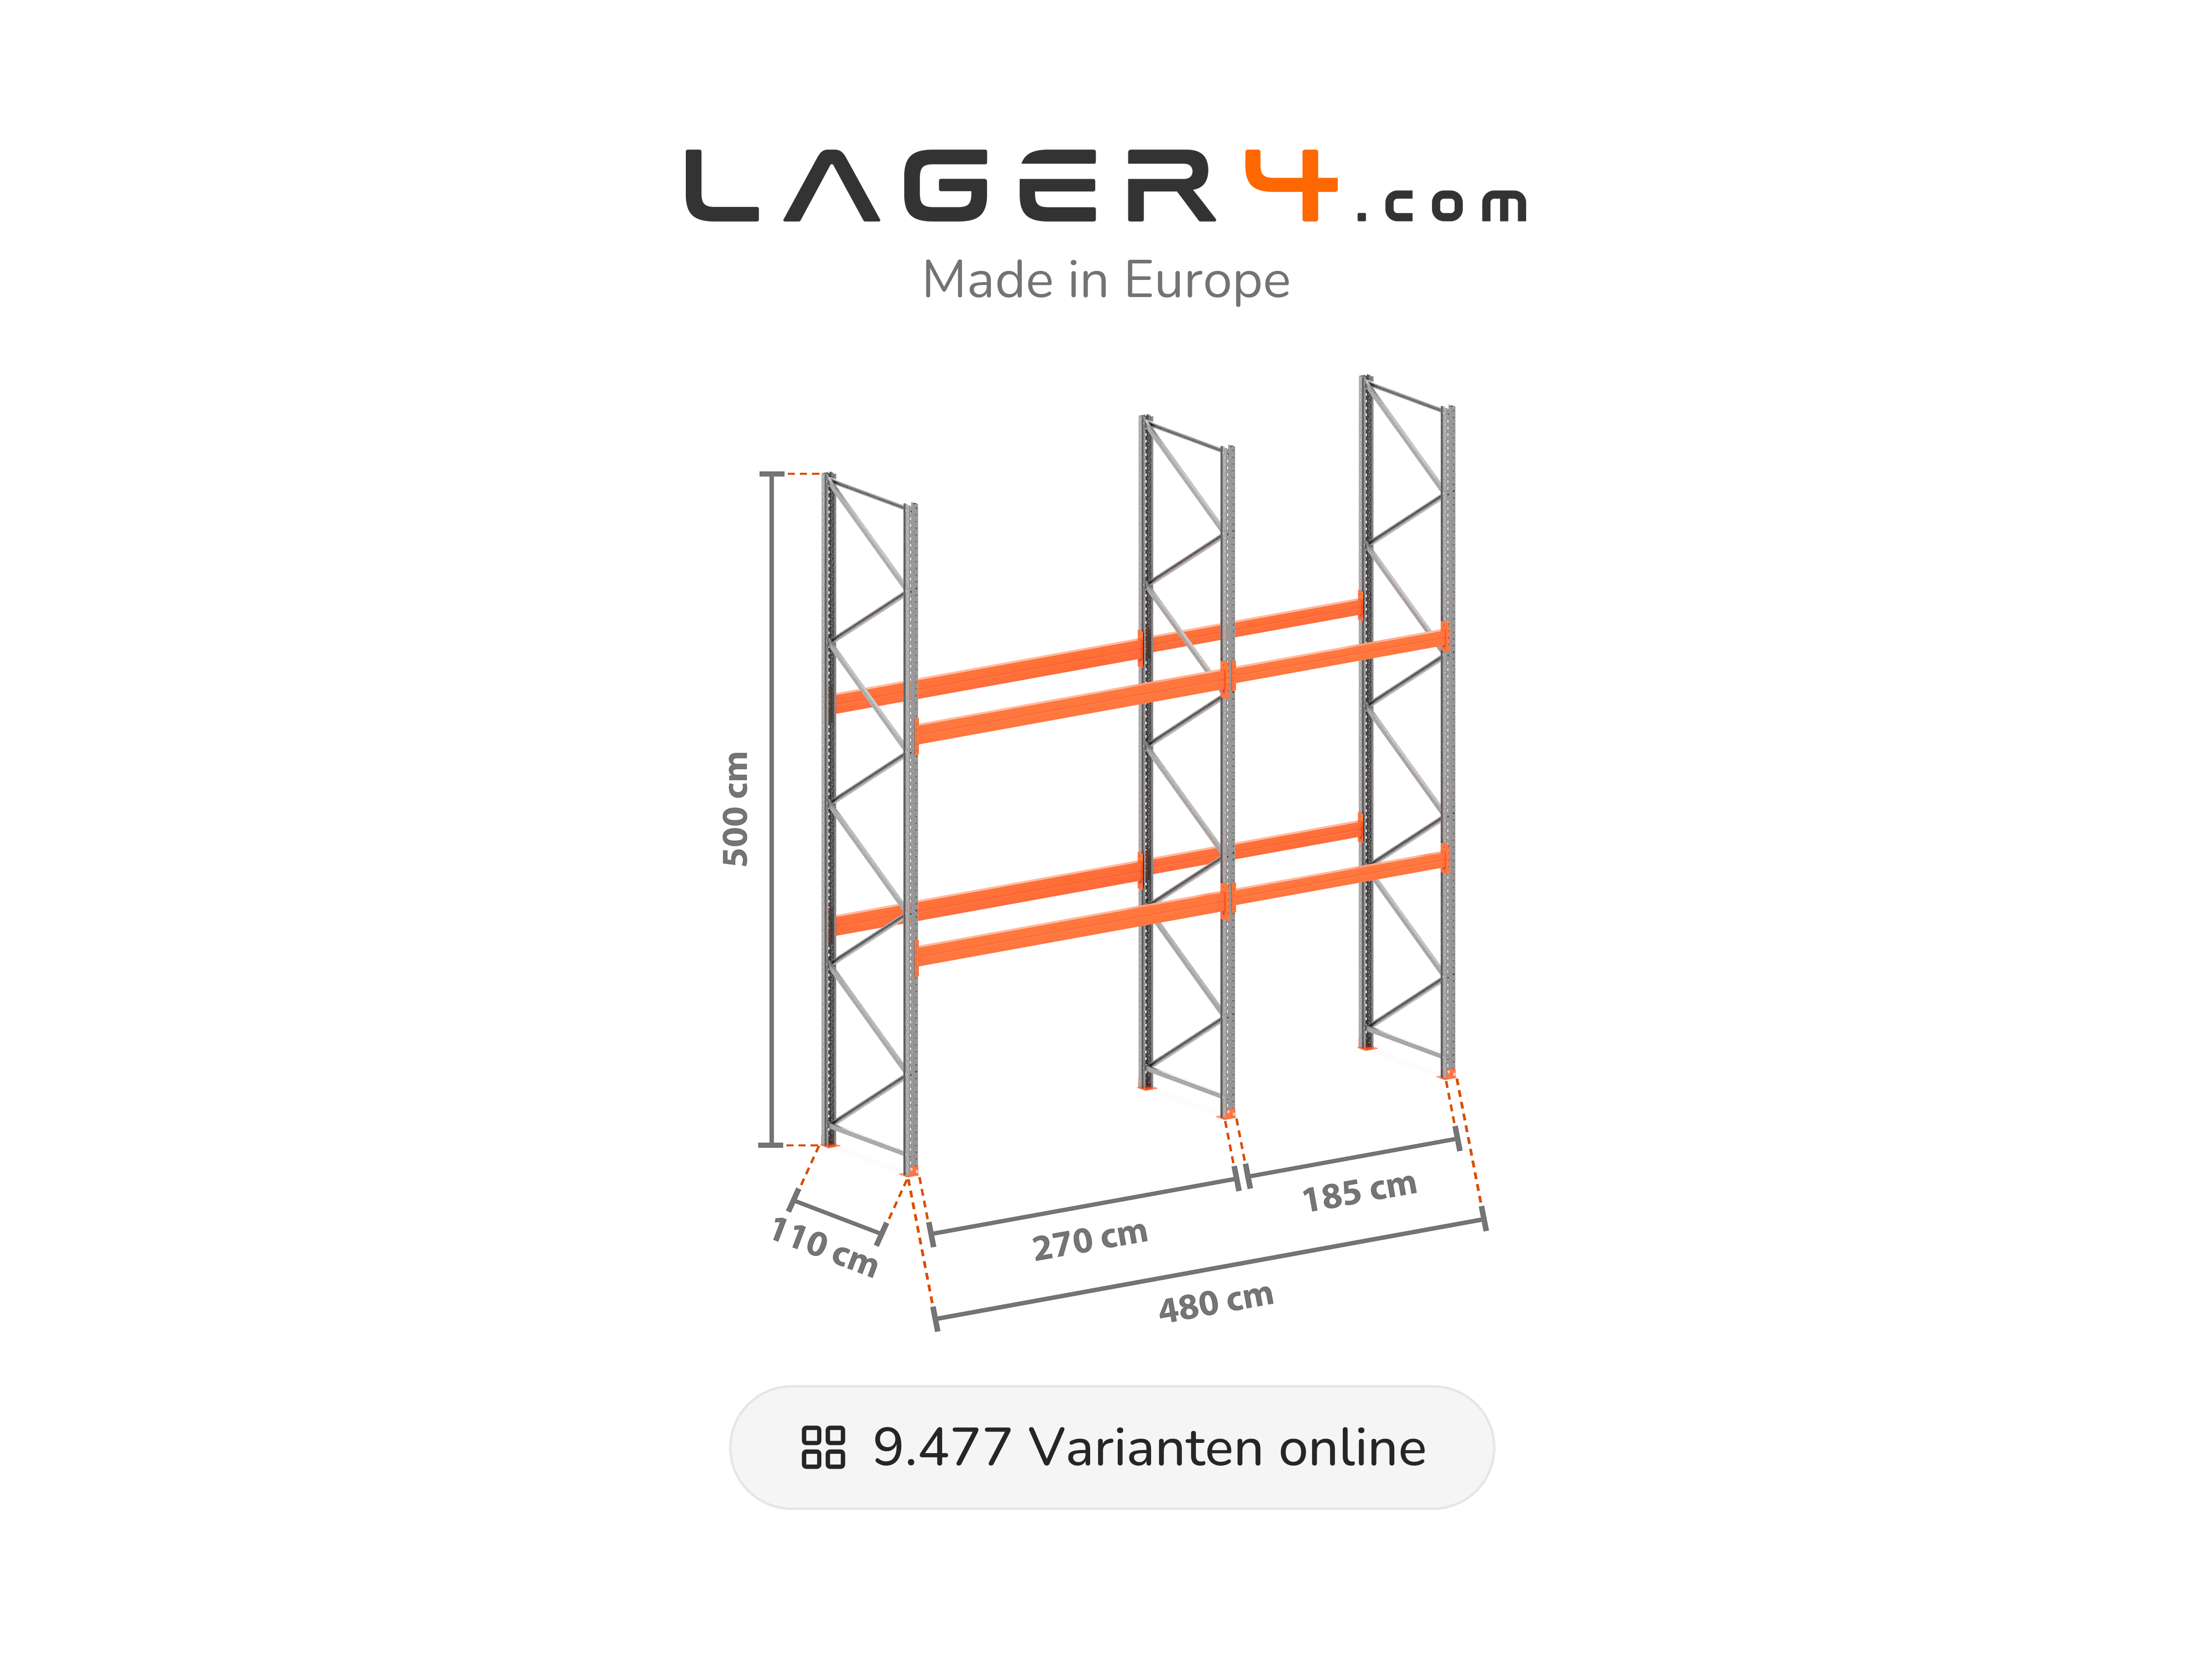 LAGER4.com
Made in Europe
500 cm
110 cm
270 cm
185 cm
480 cm
9.477 Varianten online